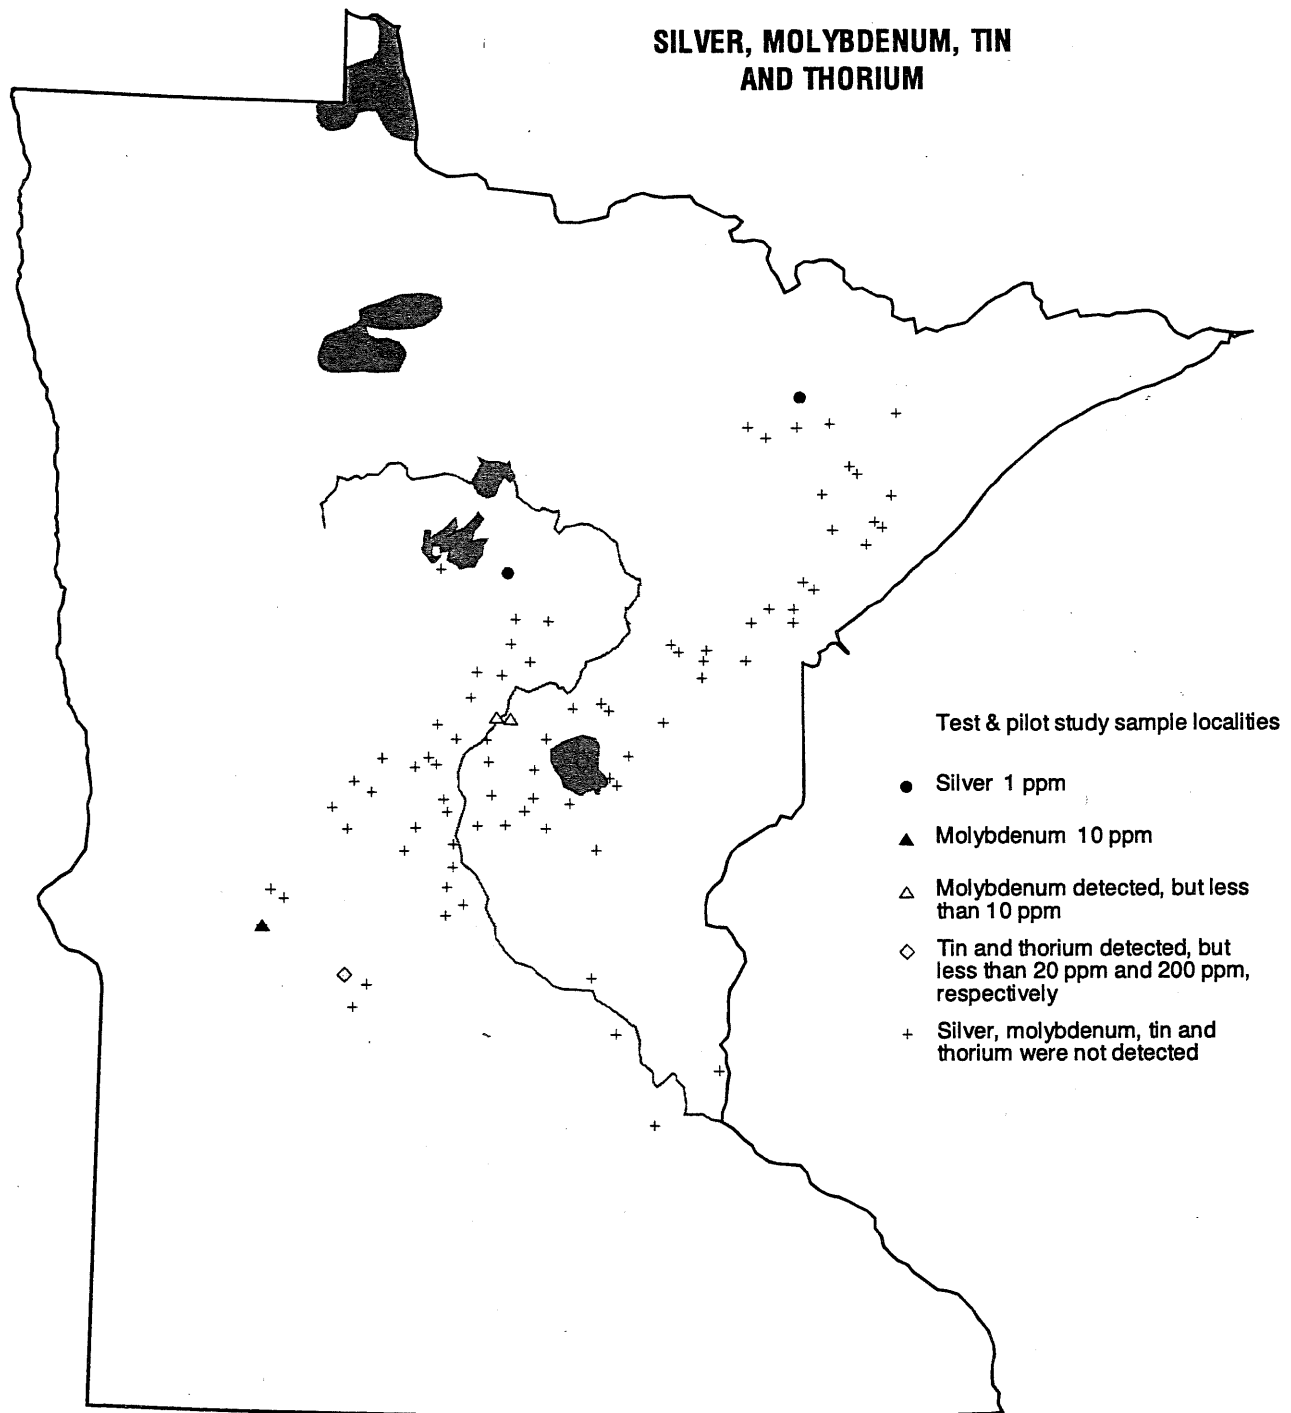 SILVER, MOLYBDENUM, TIN
AND THORIUM
Test & pilot study sample localities
Silver 1 ppm
Molybdenum 10 ppm
Molybdenum detected, but less
than 10 ppm
Tin and thorium detected, but
less than 20 ppm and 200 ppm,
respectively
Silver, molybdenum, tin and
thorium were not detected